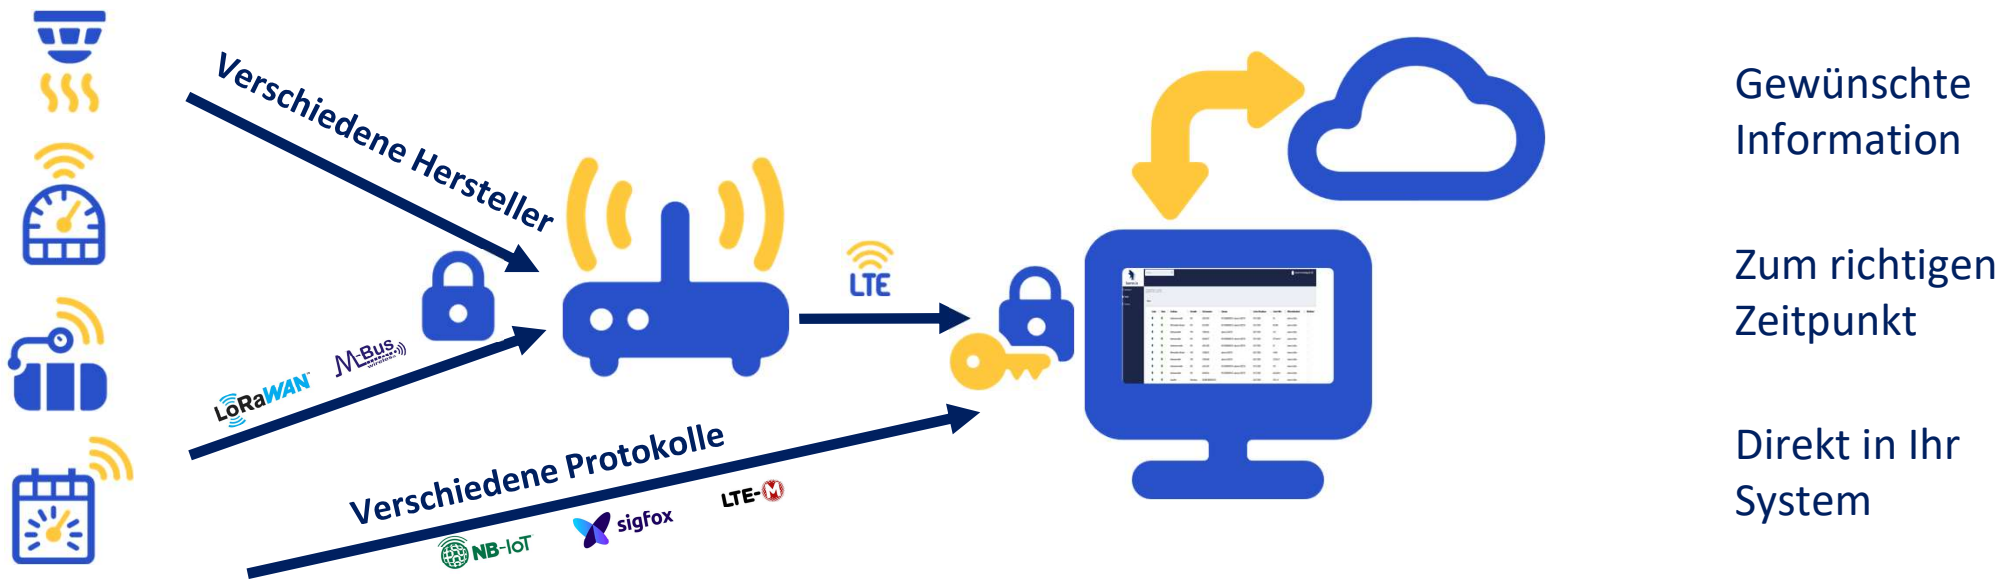 Verschiedene Hersteller
LoRaWAN
M-Bus
wireless
LTE
Verschiedene Protokolle
NB-IoT
sigfox
LTE-M
Gewünschte
Information
Zum richtigen
Zeitpunkt
Direkt in Ihr
System